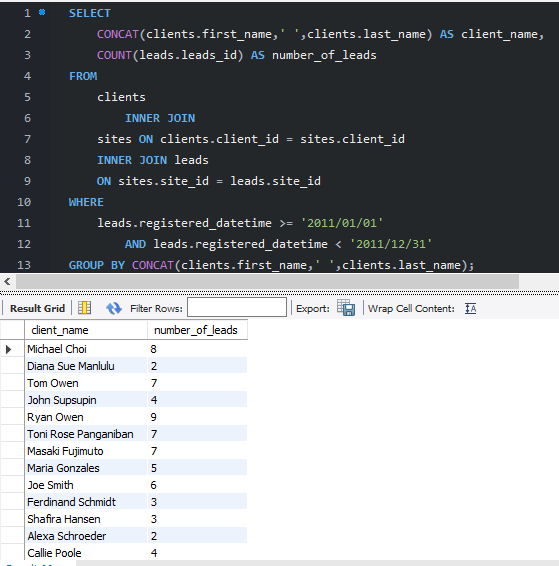 1 SELECT
2 CONCAT(clients.first_name,' ',clients.last_name) AS client_name,
3 COUNT(leads.leads_id) AS number_of_leads
4 FROM
5 clients
6 INNER JOIN
7 sites ON clients.client_id = sites.client_id
8 INNER JOIN leads
9 ON sites.site_id = leads.site_id
10 WHERE
11 leads.registered_datetime >= '2011/01/01'
12 AND leads.registered_datetime < '2011/12/31'
13 GROUP BY CONCAT(clients.first_name,' ',clients.last_name);
Result Grid Filter Rows: Export: Wrap Cell Content:
client_name number_of_leads
Michael Choi 8
Diana Sue Manlulu 2
Tom Owen 7
John Supsupin 4
Ryan Owen 9
Toni Rose Panganiban 7
Masaki Fujimuto 7
Maria Gonzales 5
Joe Smith 6
Ferdinand Schmidt 3
Shafira Hansen 3
Alexa Schroeder 2
Callie Poole 4